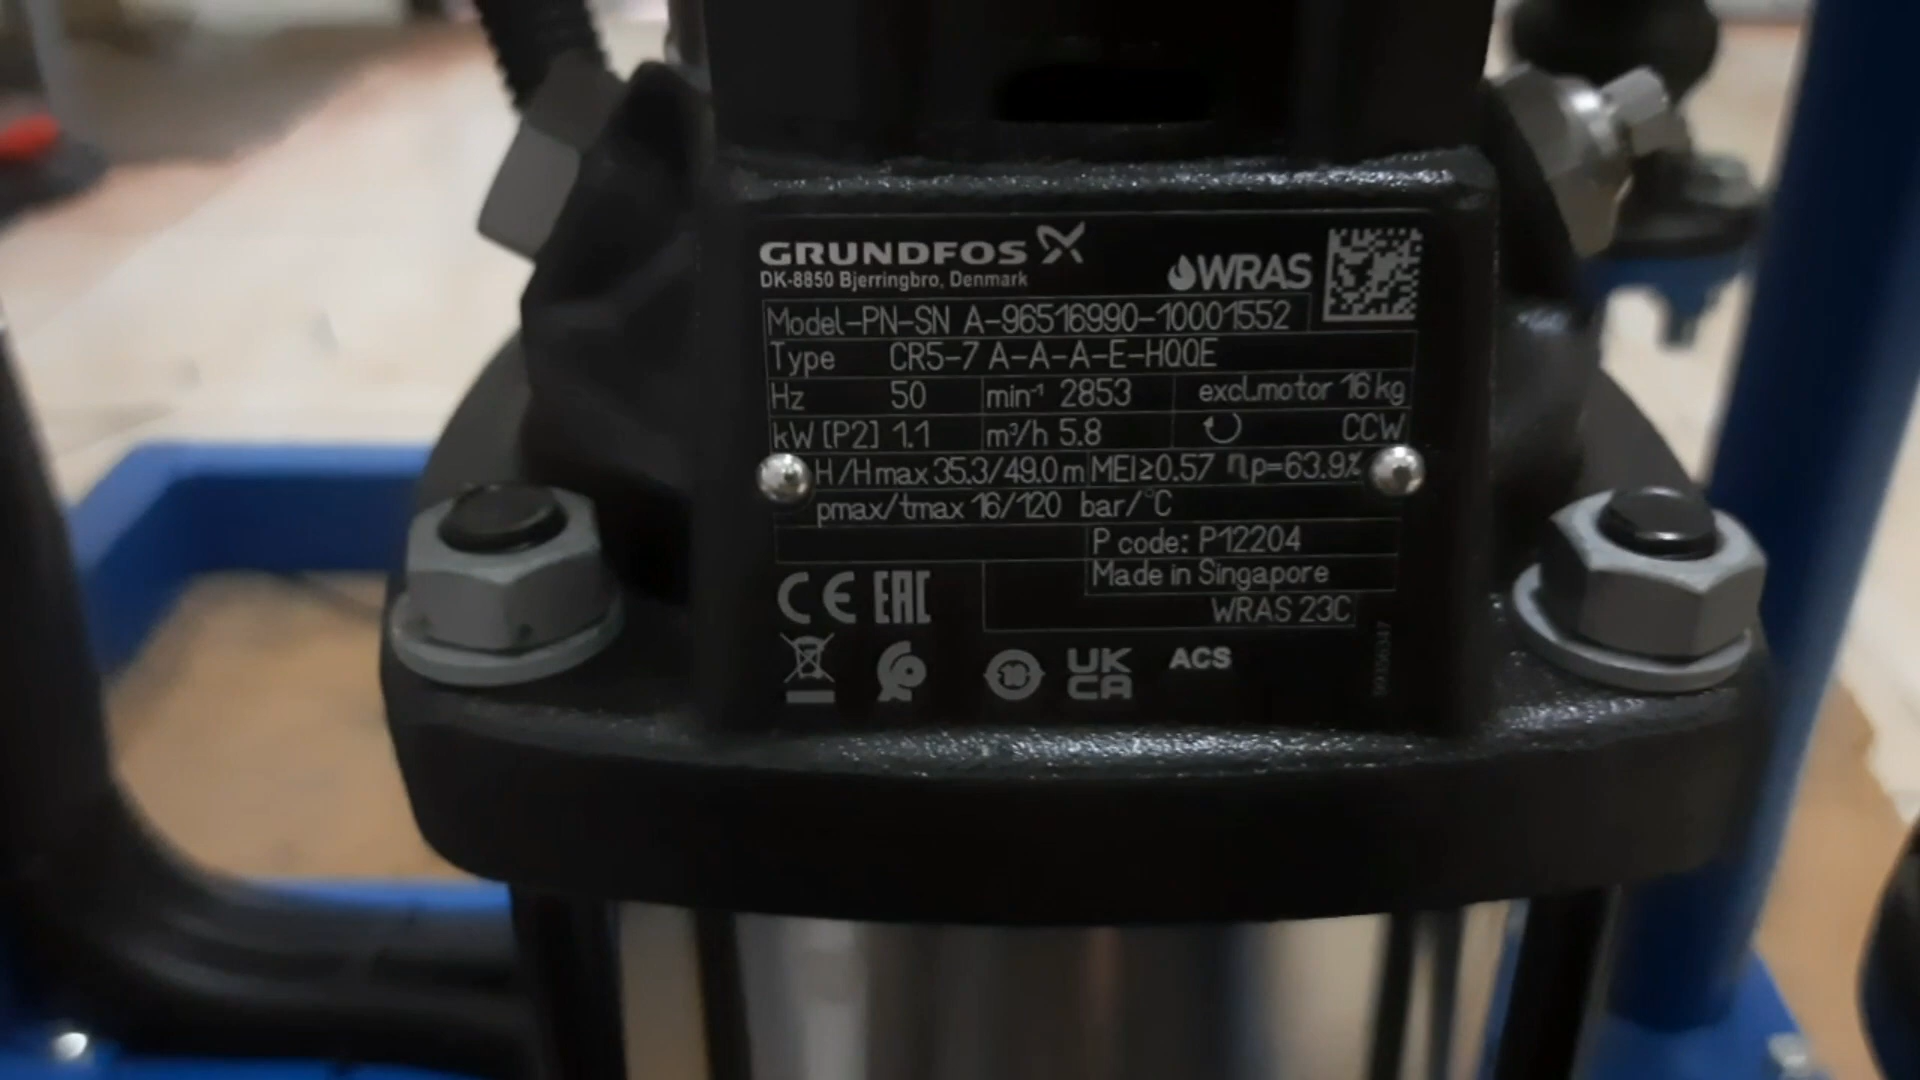 GRUNDFOS
DK-8850 Bjerringbro, Denmark
WRAS
Model-PN-SN A-96516990-10001552
Type CR5-7 A-A-A-E-HQQE
Hz 50 min⁻¹ 2853 excl.motor 16 kg
kW [P2] 1.1 m³/h 5.8 CCW
H/Hmax 35.3/49.0 m MEI≥0.57 ηp=63.9%
pmax/tmax 16/120 bar/°C
P code: P12204
Made in Singapore
CE EAC
WRAS 23C
10
UK
CA
ACS